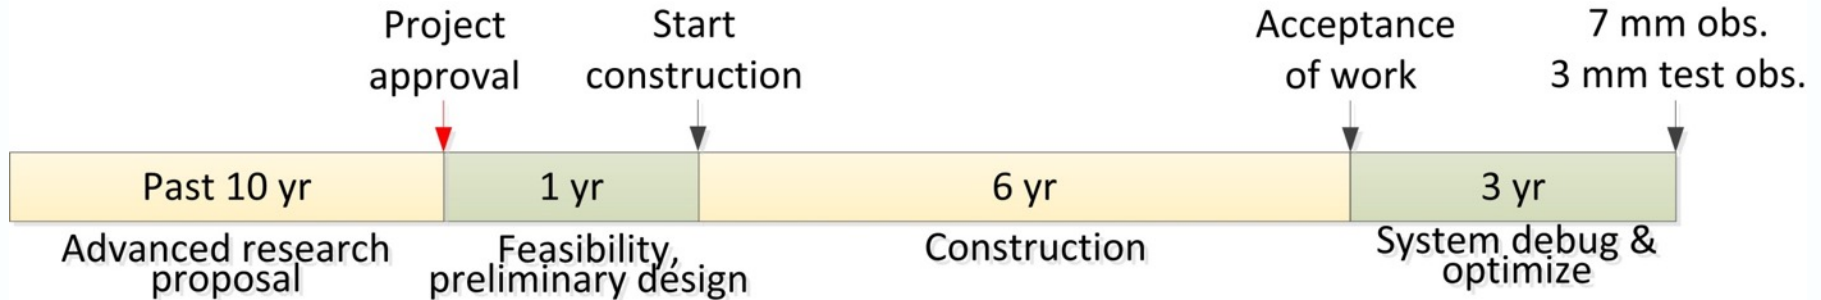 Project
approval
Start
construction
Acceptance
of work
7 mm obs.
3 mm test obs.
Past 10 yr
1 yr
6 yr
3 yr
Advanced research
proposal
Feasibility,
preliminary design
Construction
System debug &
optimize